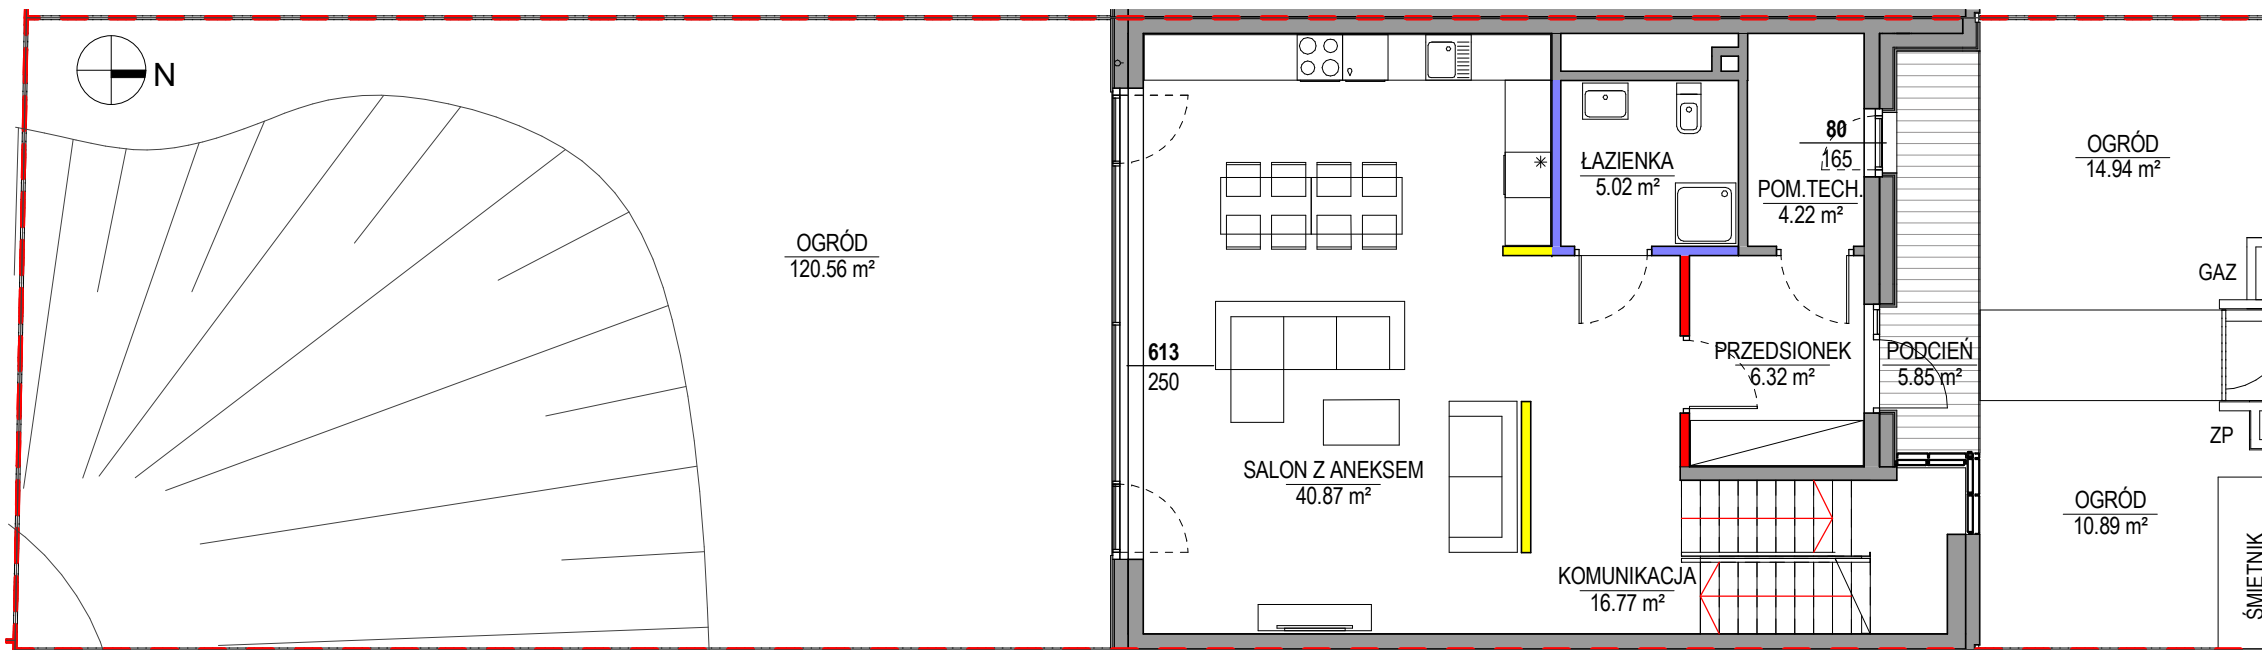 N
OGRÓD
120.56 m²
613
250
SALON Z ANEKSEM
40.87 m²
ŁAZIENKA
5.02 m²
80
165
POM.TECH.
4.22 m²
PRZEDSIONEK
6.32 m²
PODCIEŃ
5.85 m²
KOMUNIKACJA
16.77 m²
OGRÓD
14.94 m²
GAZ
ZP
OGRÓD
10.89 m²
ŚMIETNIK